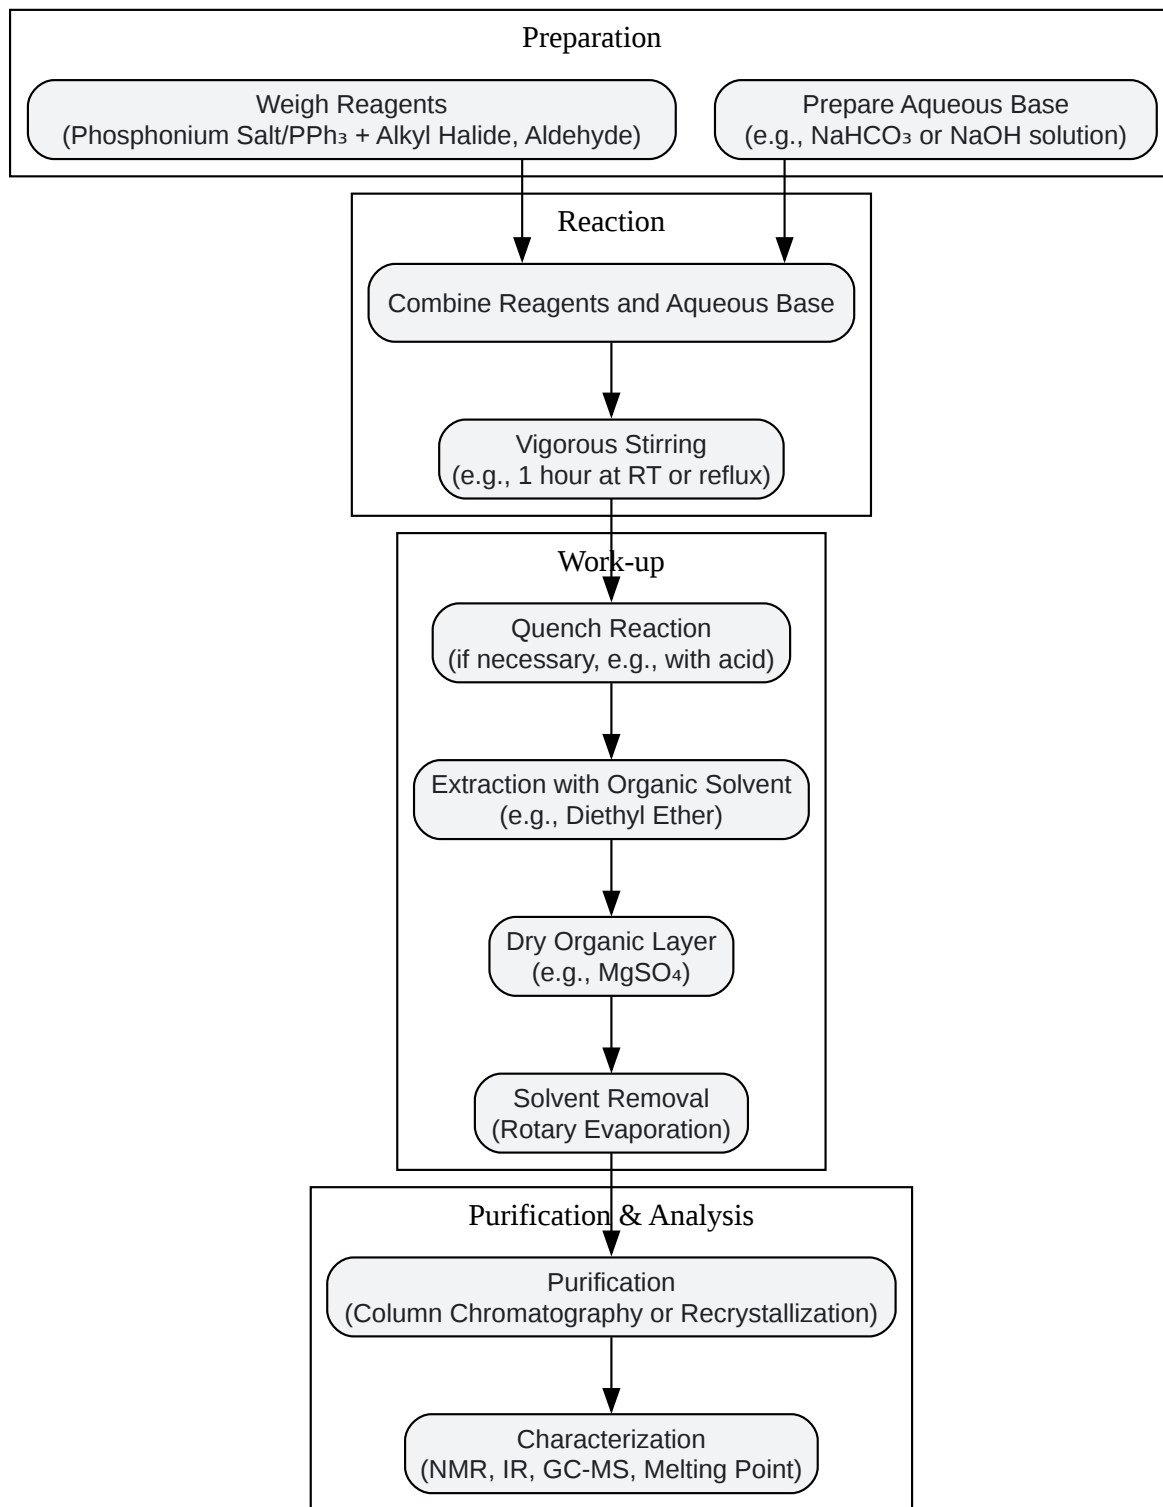 Preparation
Weigh Reagents
(Phosphonium Salt/PPh₃ + Alkyl Halide, Aldehyde)
Prepare Aqueous Base
(e.g., NaHCO₃ or NaOH solution)
Reaction
Combine Reagents and Aqueous Base
Vigorous Stirring
(e.g., 1 hour at RT or reflux)
Work-up
Quench Reaction
(if necessary, e.g., with acid)
Extraction with Organic Solvent
(e.g., Diethyl Ether)
Dry Organic Layer
(e.g., MgSO₄)
Solvent Removal
(Rotary Evaporation)
Purification & Analysis
Purification
(Column Chromatography or Recrystallization)
Characterization
(NMR, IR, GC-MS, Melting Point)